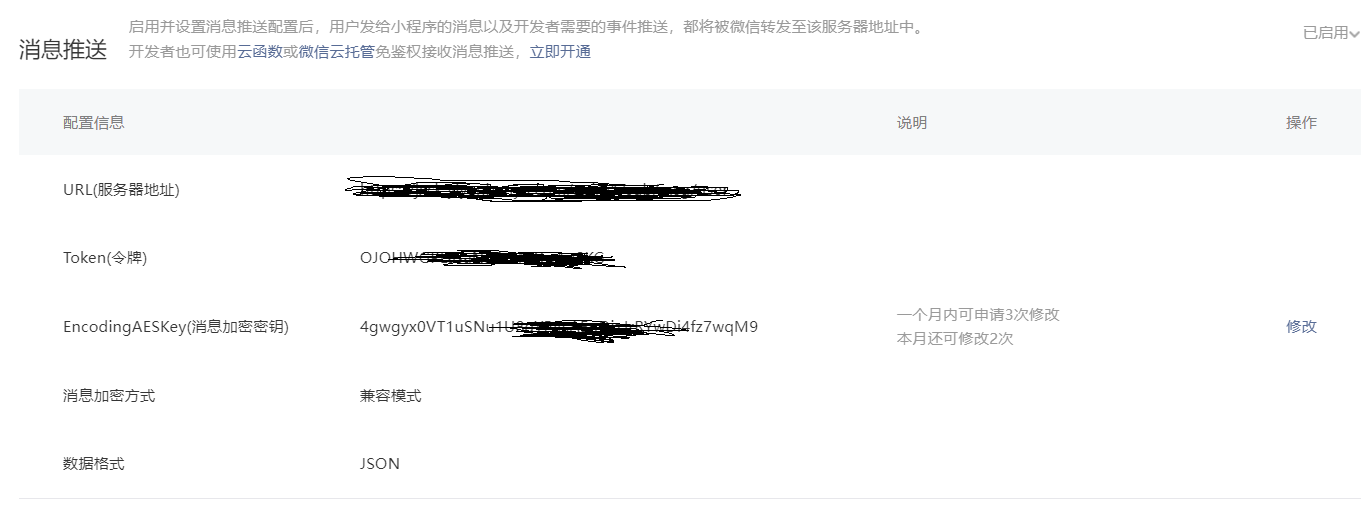 消息推送
启用并设置消息推送配置后，用户发给小程序的消息以及开发者需要的事件推送，都将被微信转发至该服务器地址中。
开发者也可使用云函数或微信云托管免鉴权接收消息推送，立即开通
已启用
配置信息 说明 操作
URL(服务器地址)
Token(令牌) OJOHW
EncodingAESKey(消息加密密钥) 4gwgyx0VT1uSNu1U RYwDi4fz7wqM9
一个月内可申请3次修改
本月还可修改2次
修改
消息加密方式 兼容模式
数据格式 JSON